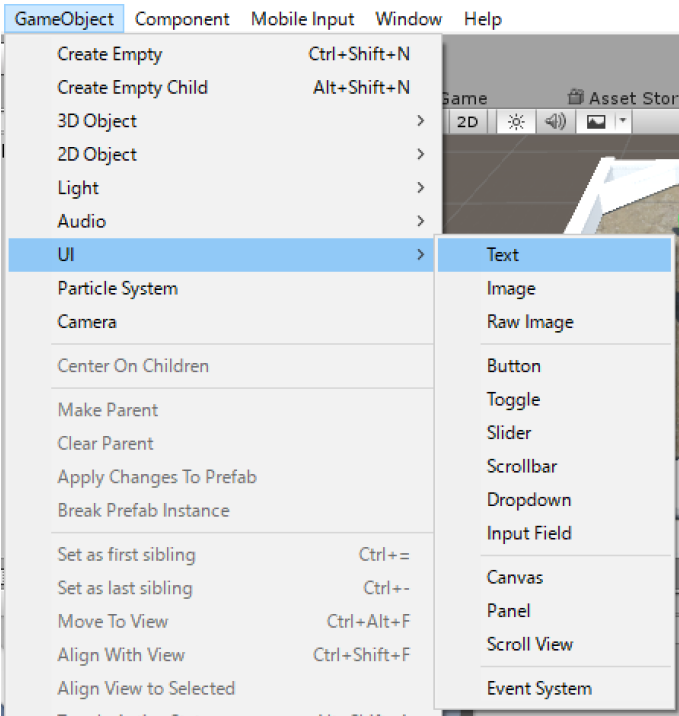 GameObject Component Mobile Input Window Help
Create Empty Ctrl+Shift+N
Create Empty Child Alt+Shift+N
3D Object
2D Object
Light
Audio
UI
Particle System
Camera
Center On Children
Make Parent
Clear Parent
Apply Changes To Prefab
Break Prefab Instance
Set as first sibling Ctrl+=
Set as last sibling Ctrl+-
Move To View Ctrl+Alt+F
Align With View Ctrl+Shift+F
Align View to Selected
Game Asset Stor
2D
Text
Image
Raw Image
Button
Toggle
Slider
Scrollbar
Dropdown
Input Field
Canvas
Panel
Scroll View
Event System